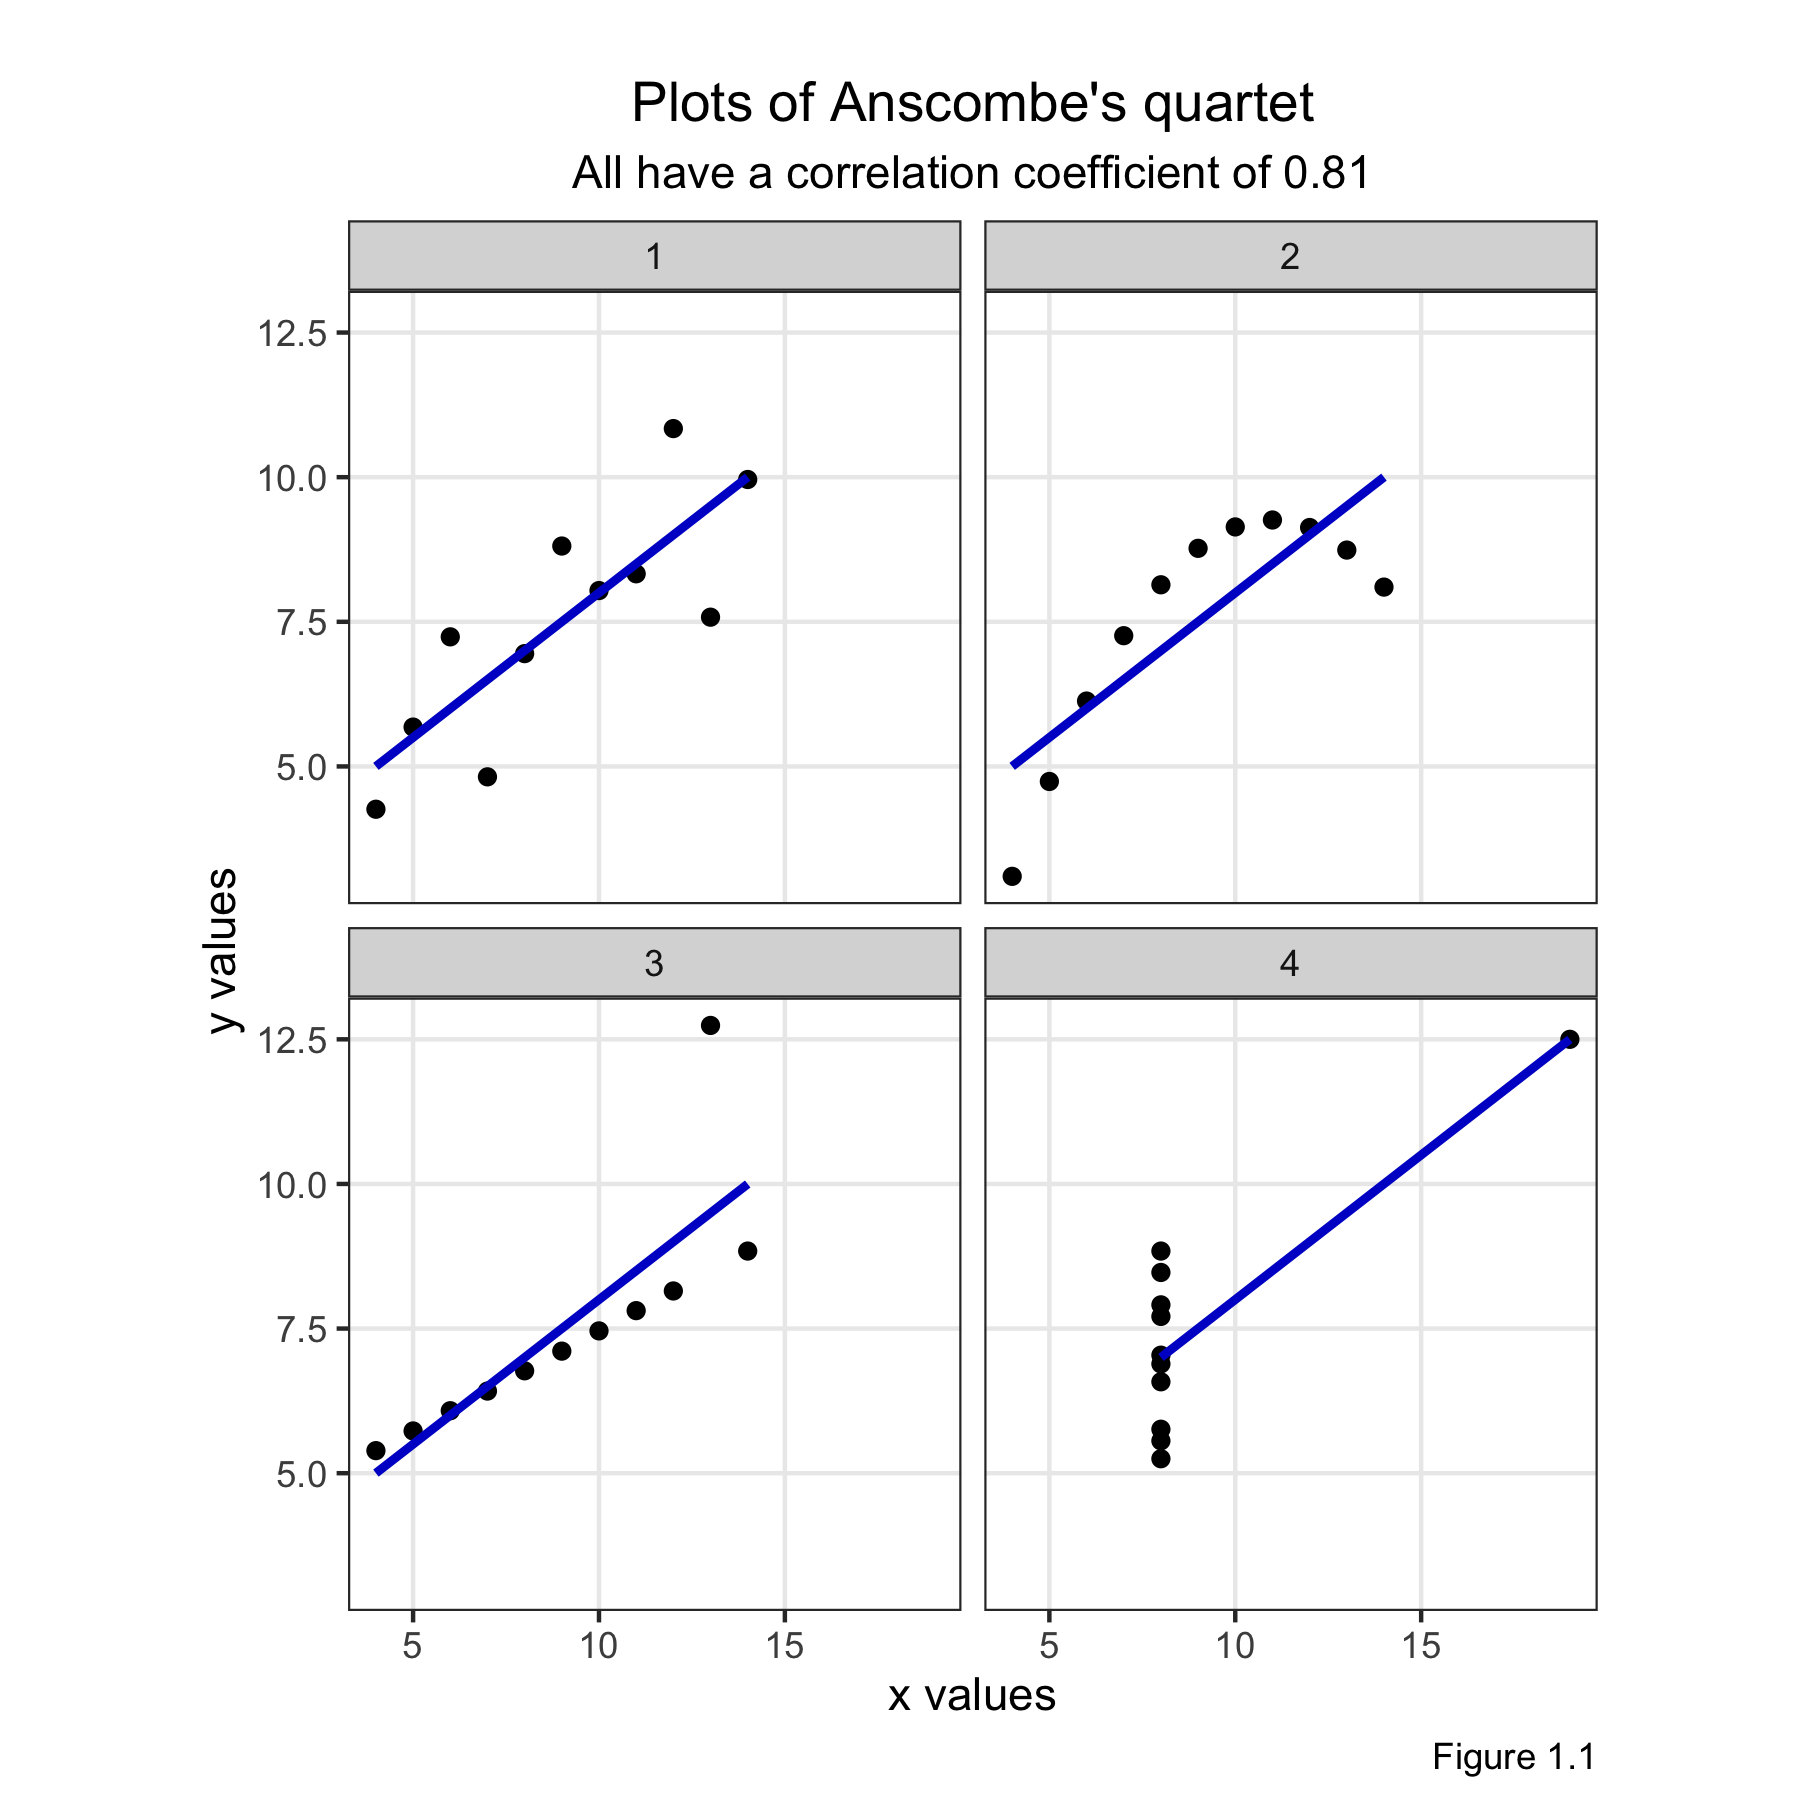 Plots of Anscombe's quartet
All have a correlation coefficient of 0.81
1
2
12.5
10.0
7.5
5.0
y values
3
4
12.5
10.0
7.5
5.0
5 10 15
5 10 15
x values
Figure 1.1